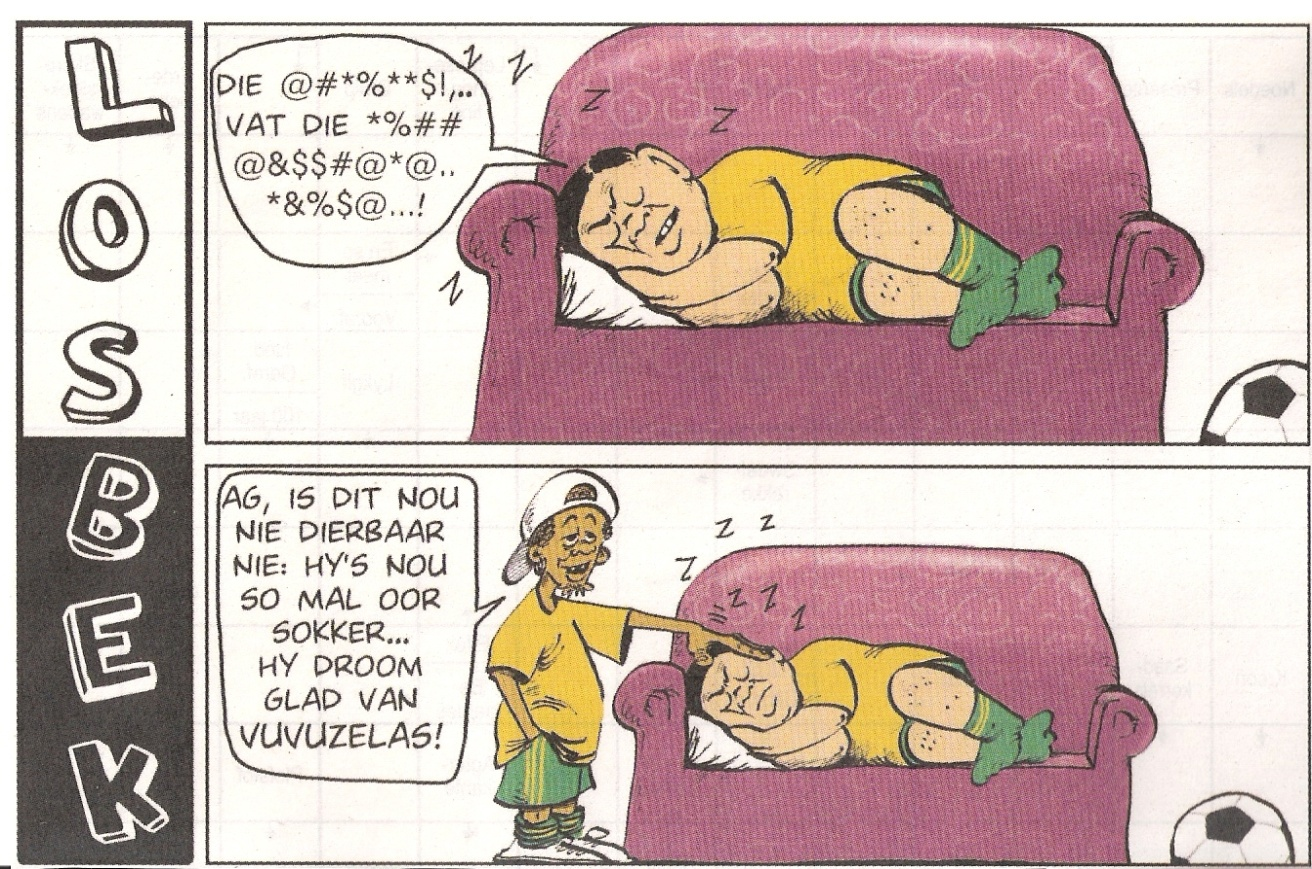 LOSBEK
DIE @#*%**$!,..
VAT DIE *%##
@&$$#@*@..
*&%$@...!
z z z z z
AG, IS DIT NOU
NIE DIERBAAR
NIE: HY'S NOU
SO MAL OOR
SOKKER...
HY DROOM
GLAD VAN
VUVUZELAS!
z z z z z z